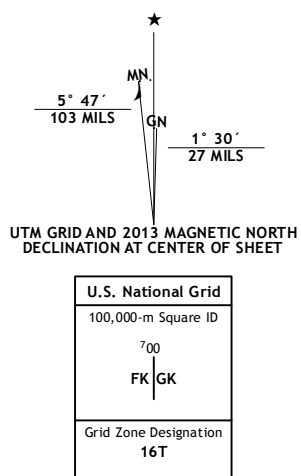 ★
MN.
GN
5° 47´
103 MILS
1° 30´
27 MILS
UTM GRID AND 2013 MAGNETIC NORTH
DECLINATION AT CENTER OF SHEET
U.S. National Grid
100,000-m Square ID
⁷00
FK GK
Grid Zone Designation
16T